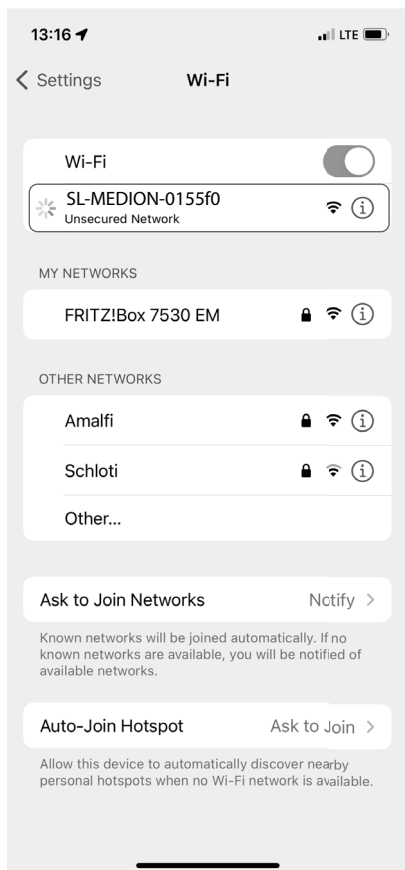 13:16
LTE
Settings
Wi-Fi
Wi-Fi
SL-MEDION-0155f0
Unsecured Network
MY NETWORKS
FRITZ!Box 7530 EM
OTHER NETWORKS
Amalfi
Schloti
Other...
Ask to Join Networks Notify
Known networks will be joined automatically. If no
known networks are available, you will be notified of
available networks.
Auto-Join Hotspot Ask to Join
Allow this device to automatically discover nearby
personal hotspots when no Wi-Fi network is available.